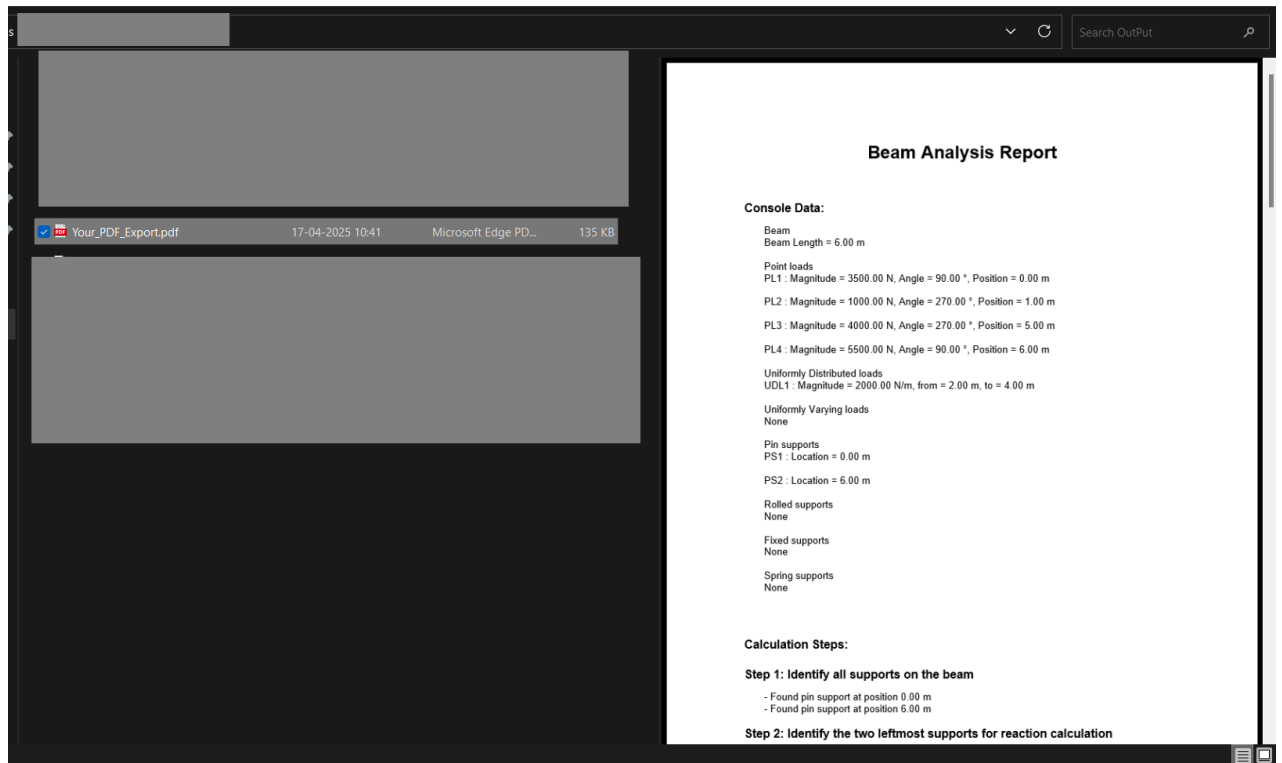 s
Search OutPut
Your_PDF_Export.pdf 17-04-2025 10:41 Microsoft Edge PD... 135 KB
Beam Analysis Report
Console Data:
Beam
Beam Length = 6.00 m
Point loads
PL1 : Magnitude = 3500.00 N, Angle = 90.00 °, Position = 0.00 m
PL2 : Magnitude = 1000.00 N, Angle = 270.00 °, Position = 1.00 m
PL3 : Magnitude = 4000.00 N, Angle = 270.00 °, Position = 5.00 m
PL4 : Magnitude = 5500.00 N, Angle = 90.00 °, Position = 6.00 m
Uniformly Distributed loads
UDL1 : Magnitude = 2000.00 N/m, from = 2.00 m, to = 4.00 m
Uniformly Varying loads
None
Pin supports
PS1 : Location = 0.00 m
PS2 : Location = 6.00 m
Rolled supports
None
Fixed supports
None
Spring supports
None
Calculation Steps:
Step 1: Identify all supports on the beam
- Found pin support at position 0.00 m
- Found pin support at position 6.00 m
Step 2: Identify the two leftmost supports for reaction calculation